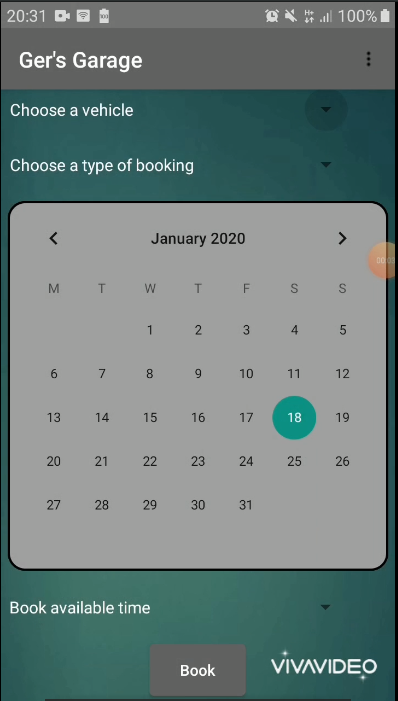 20:31 100%
Ger's Garage
Choose a vehicle
Choose a type of booking
January 2020
M T W T F S S
1 2 3 4 5
6 7 8 9 10 11 12
13 14 15 16 17 18 19
20 21 22 23 24 25 26
27 28 29 30 31
Book available time
Book
VIVAVIDEO